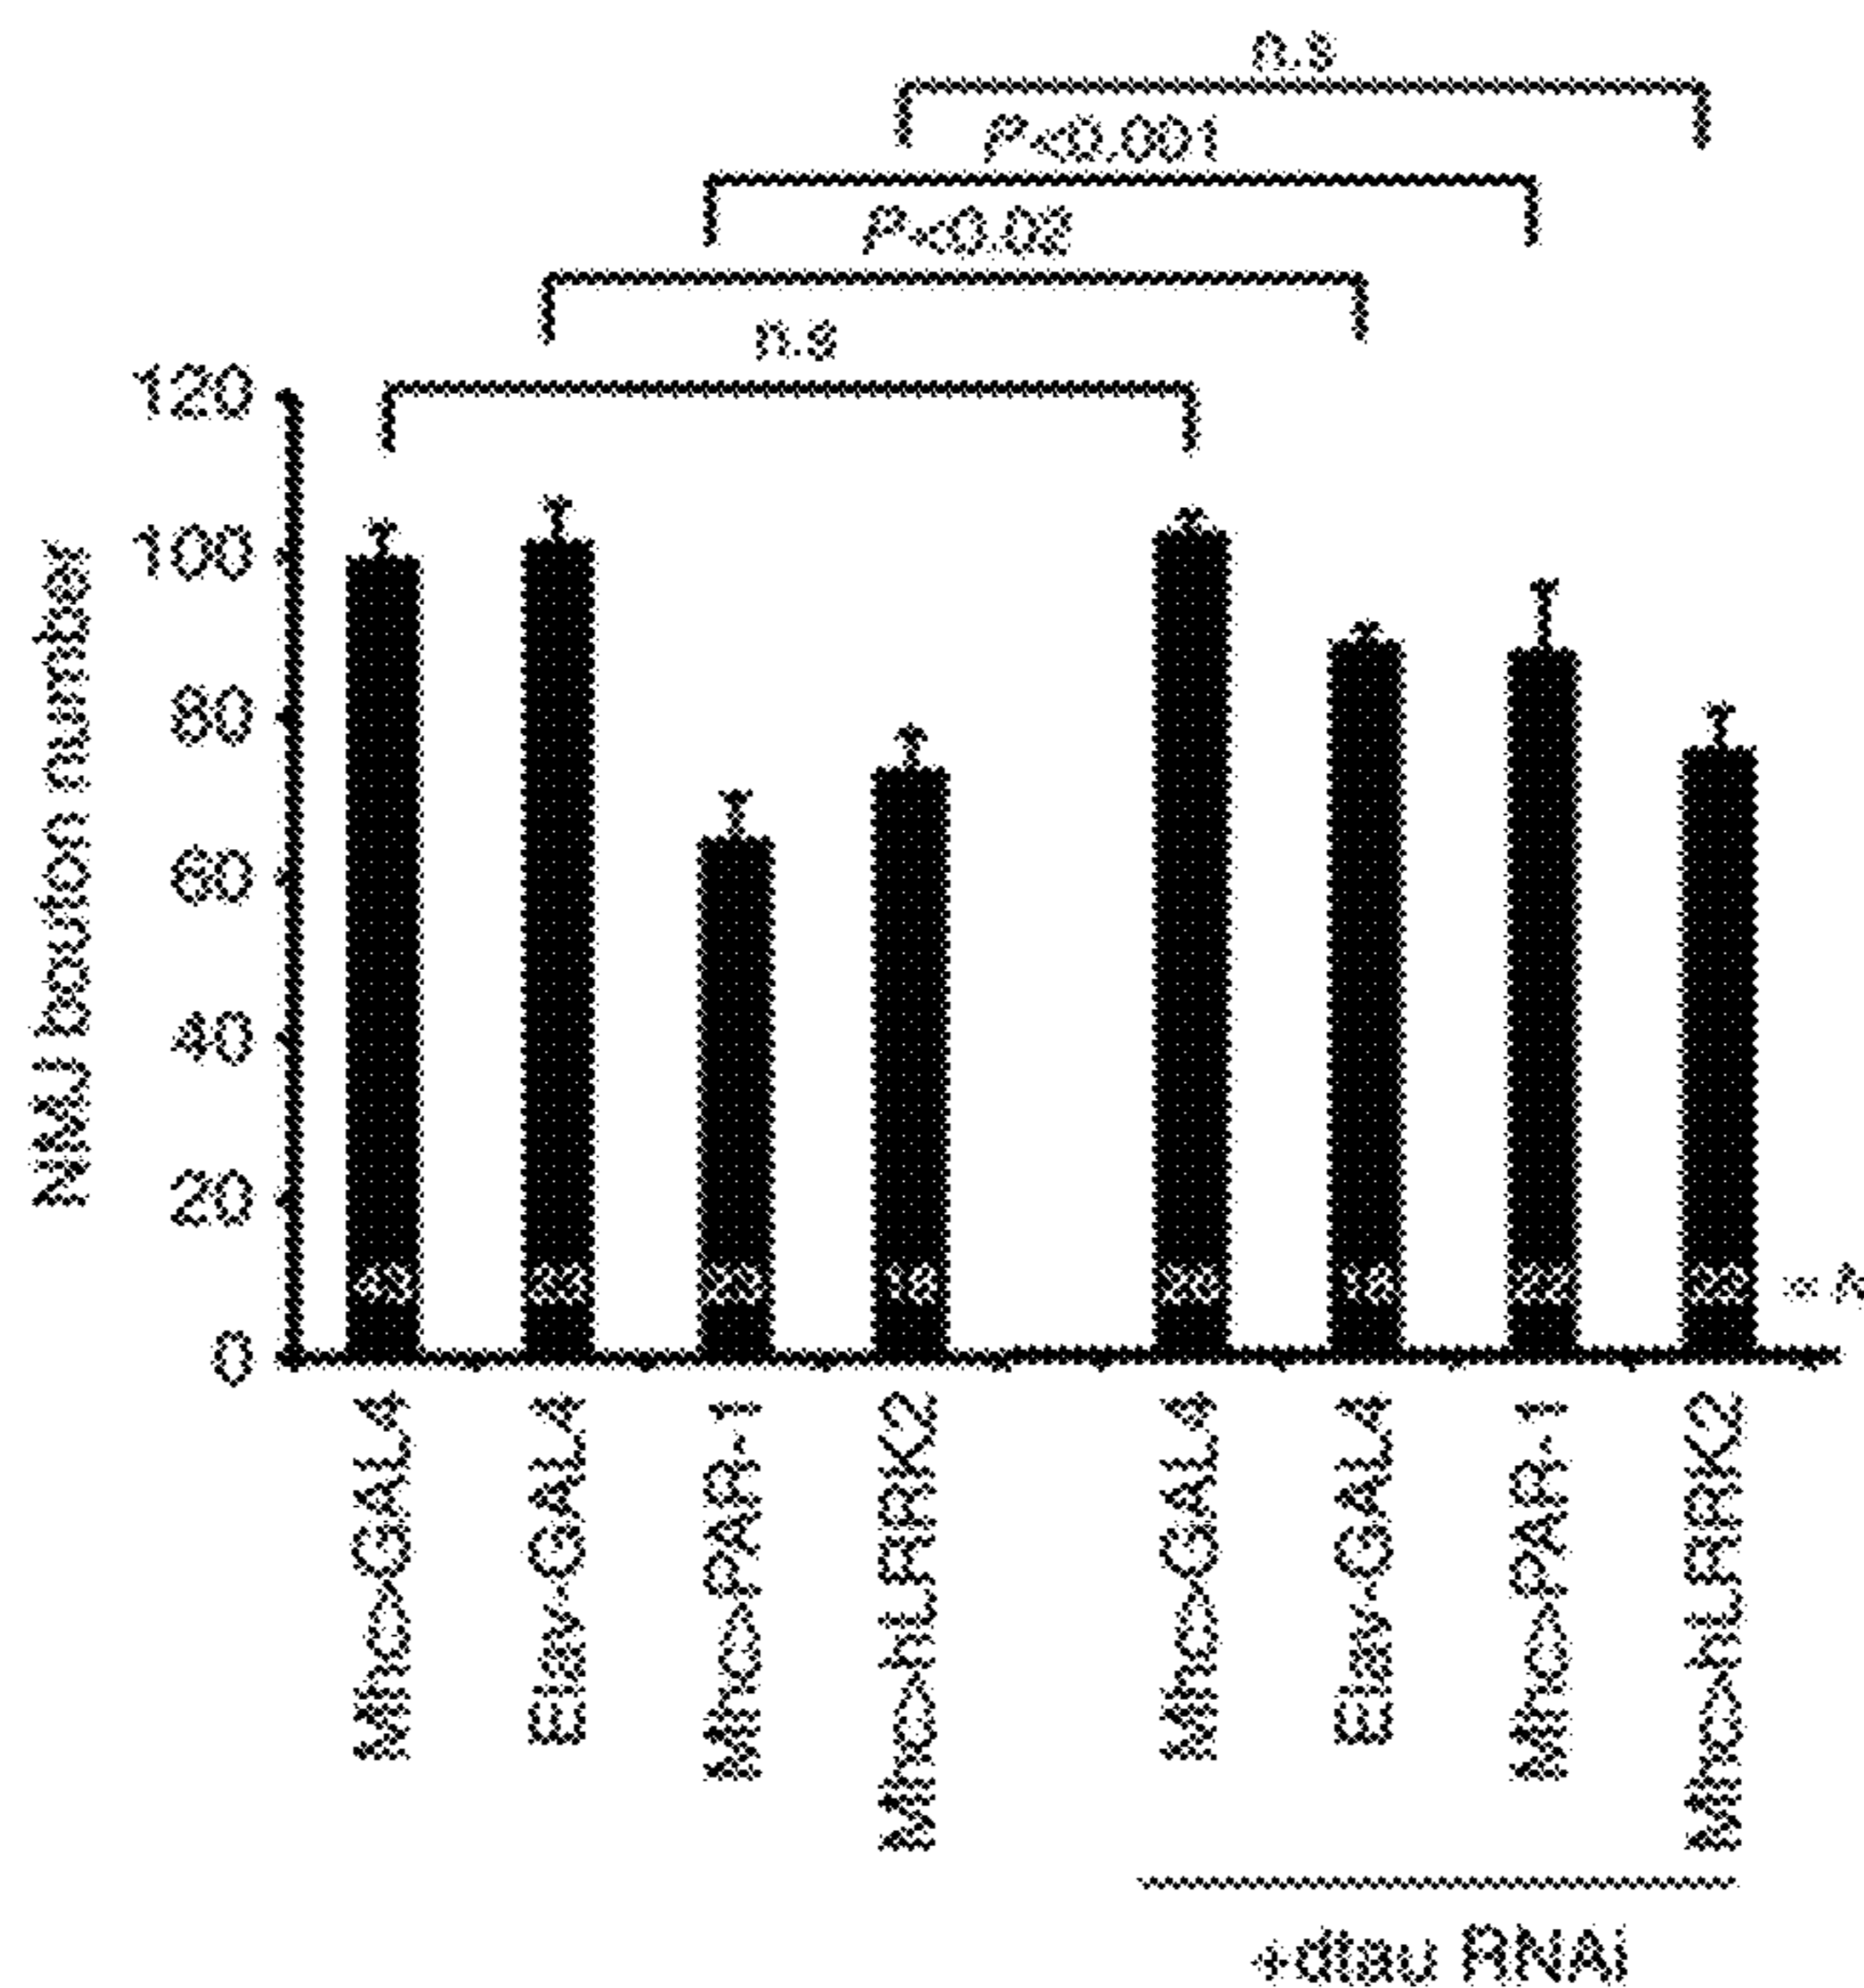 n.s
P<0.001
P<0.02
n.s
120
100
80
60
40
20
0
NMJ bouton number
Mhc-GAL4
Elav-GAL4
Mhc>PAR-1
Mhc>hLRRK2
Mhc-GAL4
Elav-GAL4
Mhc>PAR-1
Mhc>hLRRK2
+dtau RNAi